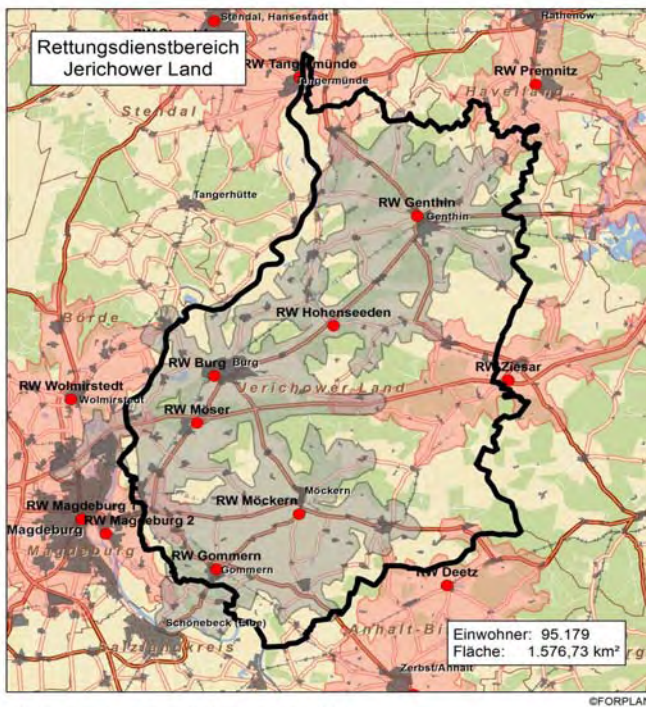 Stendal, Hansestadt
Rathenow
Rettungsdienstbereich
Jerichower Land
RW Tangermünde
Tangermünde
RW Premnitz
Havelland
Stendal
Tangerhütte
RW Genthin
Genthin
Börde
RW Hohenseeden
RW Burg
Burg
Jerichower Land
RW Ziesar
RW Wolmirstedt
Wolmirstedt
RW Möser
Möckern
RW Möckern
RW Magdeburg 1
Magdeburg
RW Magdeburg 2
Magdeburg
RW Gommern
Gommern
RW Deetz
Schönebeck (Elbe)
Salzlandkreis
Anhalt-Bi
Einwohner: 95.179
Fläche: 1.576,73 km²
Zerbst/Anhalt
©FORPLAN